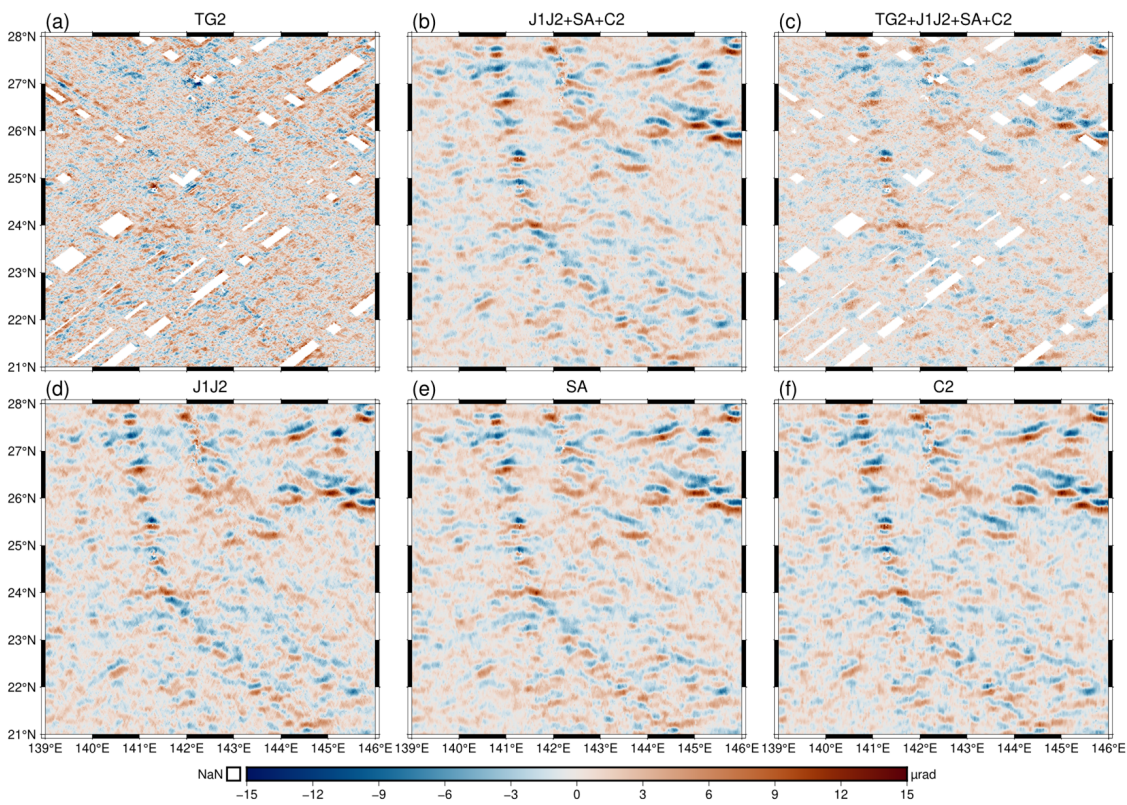 (a) TG2
(b) J1J2+SA+C2
(c) TG2+J1J2+SA+C2
28°N
27°N
26°N
25°N
24°N
23°N
22°N
21°N
(d) J1J2
(e) SA
(f) C2
28°N
27°N
26°N
25°N
24°N
23°N
22°N
21°N
139°E 140°E 141°E 142°E 143°E 144°E 145°E 146°E
139°E 140°E 141°E 142°E 143°E 144°E 145°E 146°E
139°E 140°E 141°E 142°E 143°E 144°E 145°E 146°E
NaN
µrad
−15 −12 −9 −6 −3 0 3 6 9 12 15